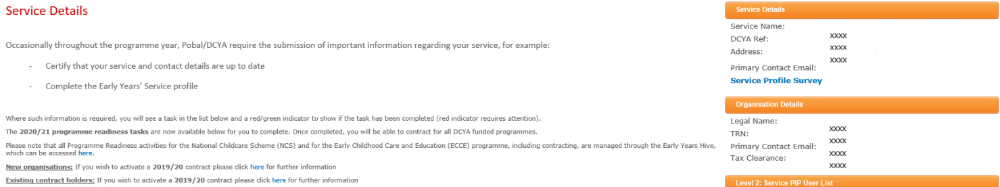 Service Details
Occasionally throughout the programme year, Pobal/DCYA require the submission of important information regarding your service, for example:
- Certify that your service and contact details are up to date
- Complete the Early Years' Service profile
Where such information is required, you will see a task in the list below and a red/green indicator to show if the task has been completed (red indicator requires attention).
The 2020/21 programme readiness tasks are now available below for you to complete. Once completed, you will be able to contract for all DCYA funded programmes.
Please note that all Programme Readiness activities for the National Childcare Scheme (NCS) and for the Early Childhood Care and Education (ECCE) programme, including contracting, are managed through the Early Years Hive,
which can be accessed here.
New organisations: If you wish to activate a 2019/20 contract please click here for further information
Existing contract holders: If you wish to activate a 2019/20 contract please click here for further information
Service Details
Service Name:
xxxx
DCYA Ref:
xxxx
Address:
xxxx
Primary Contact Email:
Service Profile Survey
Organisation Details
Legal Name:
xxxx
TRN:
xxxx
Primary Contact Email:
xxxx
Tax Clearance:
xxxx
Level 2: Service PIP User List